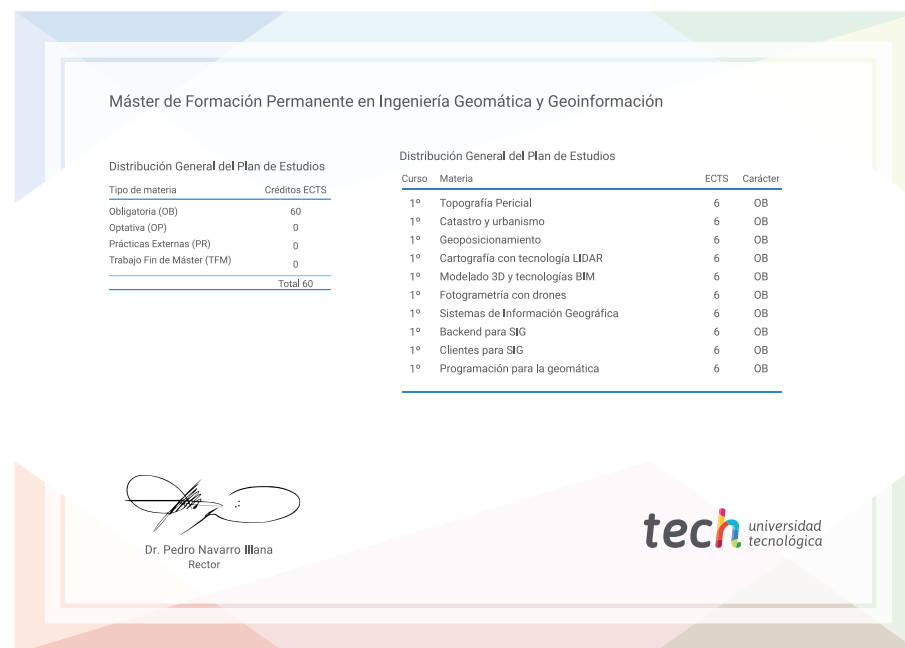 Máster de Formación Permanente en Ingeniería Geomática y Geoinformación
Distribución General del Plan de Estudios
Tipo de materia Créditos ECTS
Obligatoria (OB) 60
Optativa (OP) 0
Prácticas Externas (PR) 0
Trabajo Fin de Máster (TFM) 0
Total 60
Distribución General del Plan de Estudios
Curso Materia ECTS Carácter
1º Topografía Pericial 6 OB
1º Catastro y urbanismo 6 OB
1º Geoposicionamiento 6 OB
1º Cartografía con tecnología LIDAR 6 OB
1º Modelado 3D y tecnologías BIM 6 OB
1º Fotogrametría con drones 6 OB
1º Sistemas de Información Geográfica 6 OB
1º Backend para SIG 6 OB
1º Clientes para SIG 6 OB
1º Programación para la geomática 6 OB
Dr. Pedro Navarro Illana
Rector
tech universidad
tecnológica